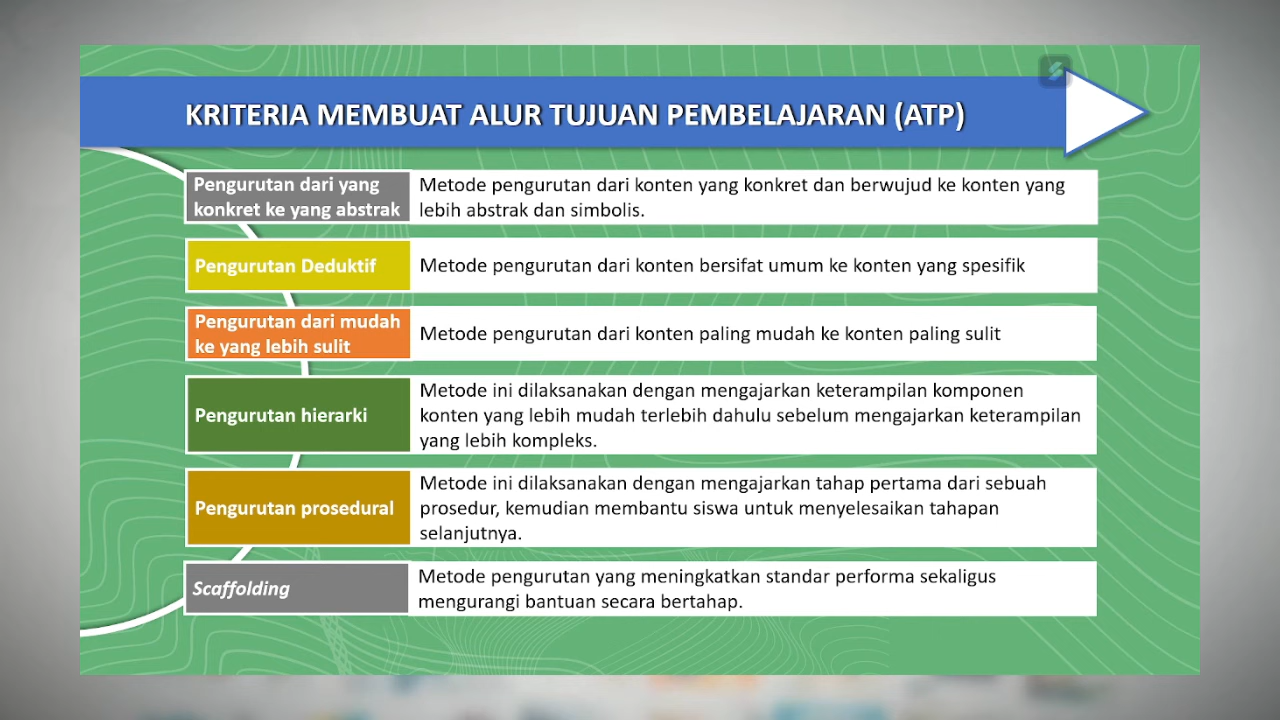 KRITERIA MEMBUAT ALUR TUJUAN PEMBELAJARAN (ATP)
Pengurutan dari yang
konkret ke yang abstrak
Metode pengurutan dari konten yang konkret dan berwujud ke konten yang
lebih abstrak dan simbolis.
Pengurutan Deduktif
Metode pengurutan dari konten bersifat umum ke konten yang spesifik
Pengurutan dari mudah
ke yang lebih sulit
Metode pengurutan dari konten paling mudah ke konten paling sulit
Pengurutan hierarki
Metode ini dilaksanakan dengan mengajarkan keterampilan komponen
konten yang lebih mudah terlebih dahulu sebelum mengajarkan keterampilan
yang lebih kompleks.
Pengurutan prosedural
Metode ini dilaksanakan dengan mengajarkan tahap pertama dari sebuah
prosedur, kemudian membantu siswa untuk menyelesaikan tahapan
selanjutnya.
Scaffolding
Metode pengurutan yang meningkatkan standar performa sekaligus
mengurangi bantuan secara bertahap.